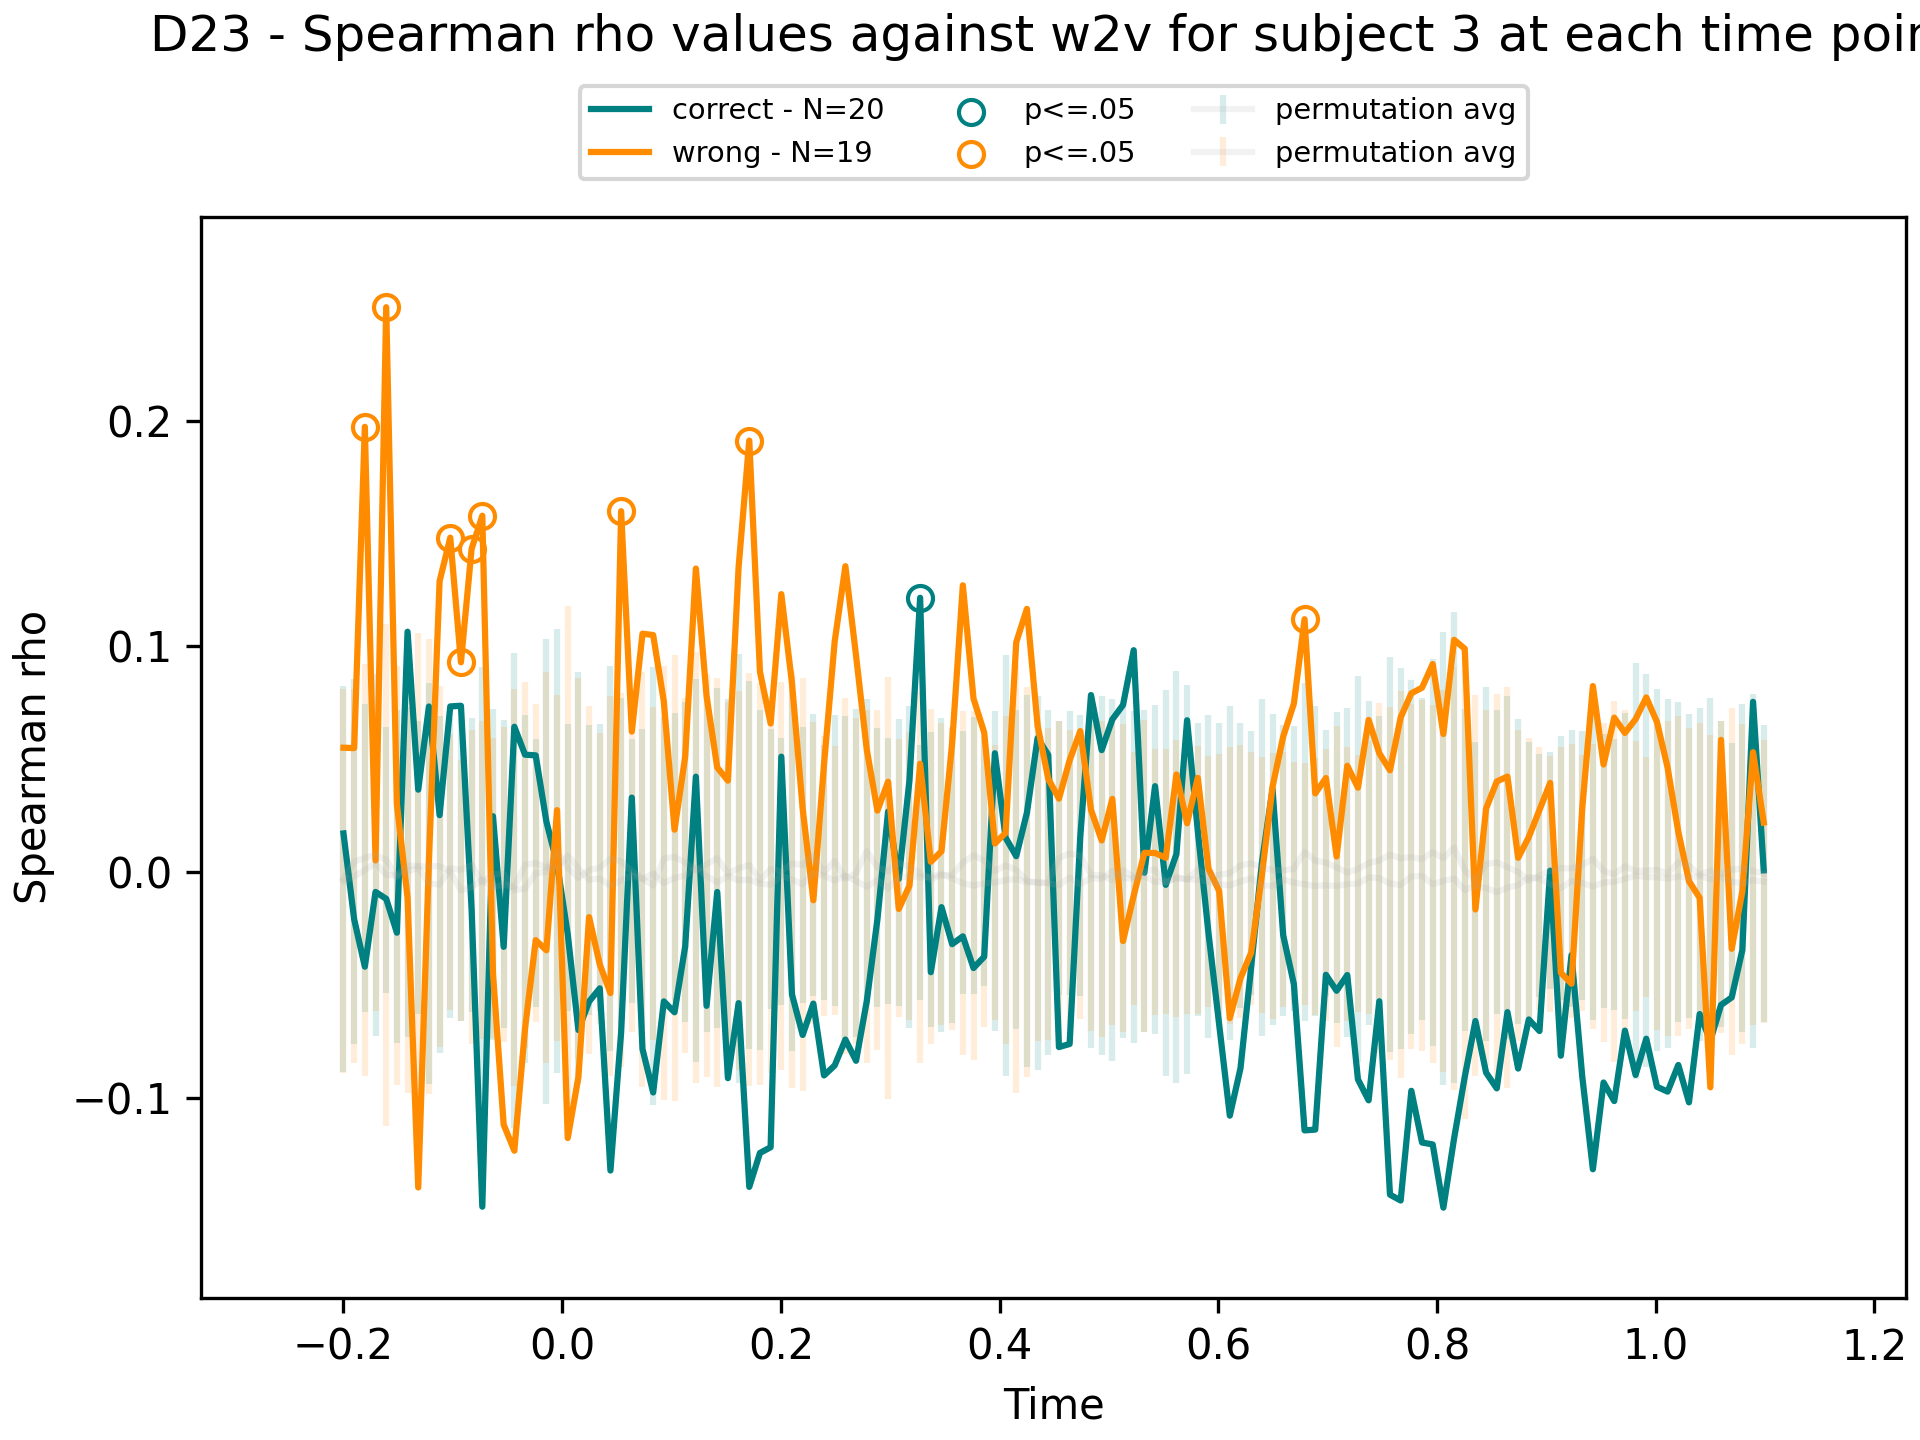 D23 - Spearman rho values against w2v for subject 3 at each time poi
correct - N=20
wrong - N=19
p<=.05
p<=.05
permutation avg
permutation avg
Spearman rho
0.2
0.1
0.0
−0.1
−0.2
0.0
0.2
0.4
0.6
0.8
1.0
1.2
Time